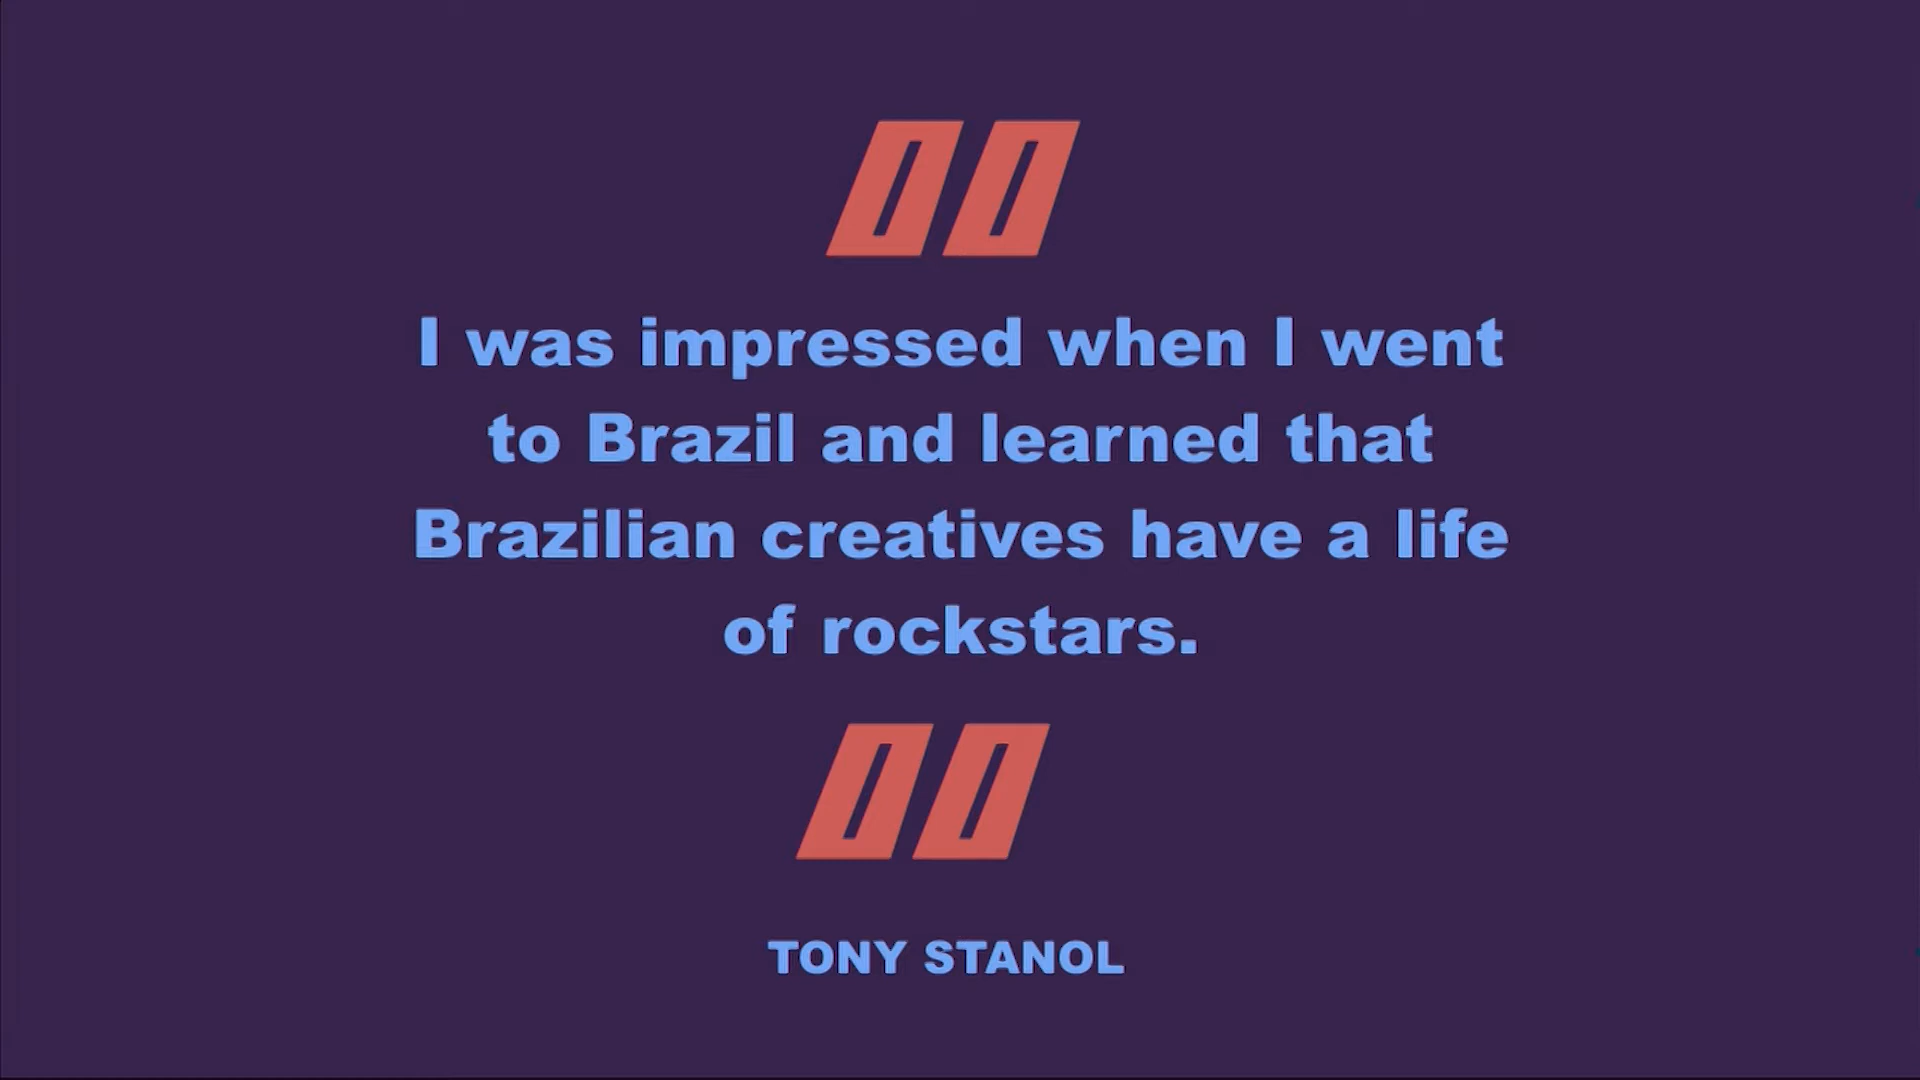 I was impressed when I went
to Brazil and learned that
Brazilian creatives have a life
of rockstars.
TONY STANOL